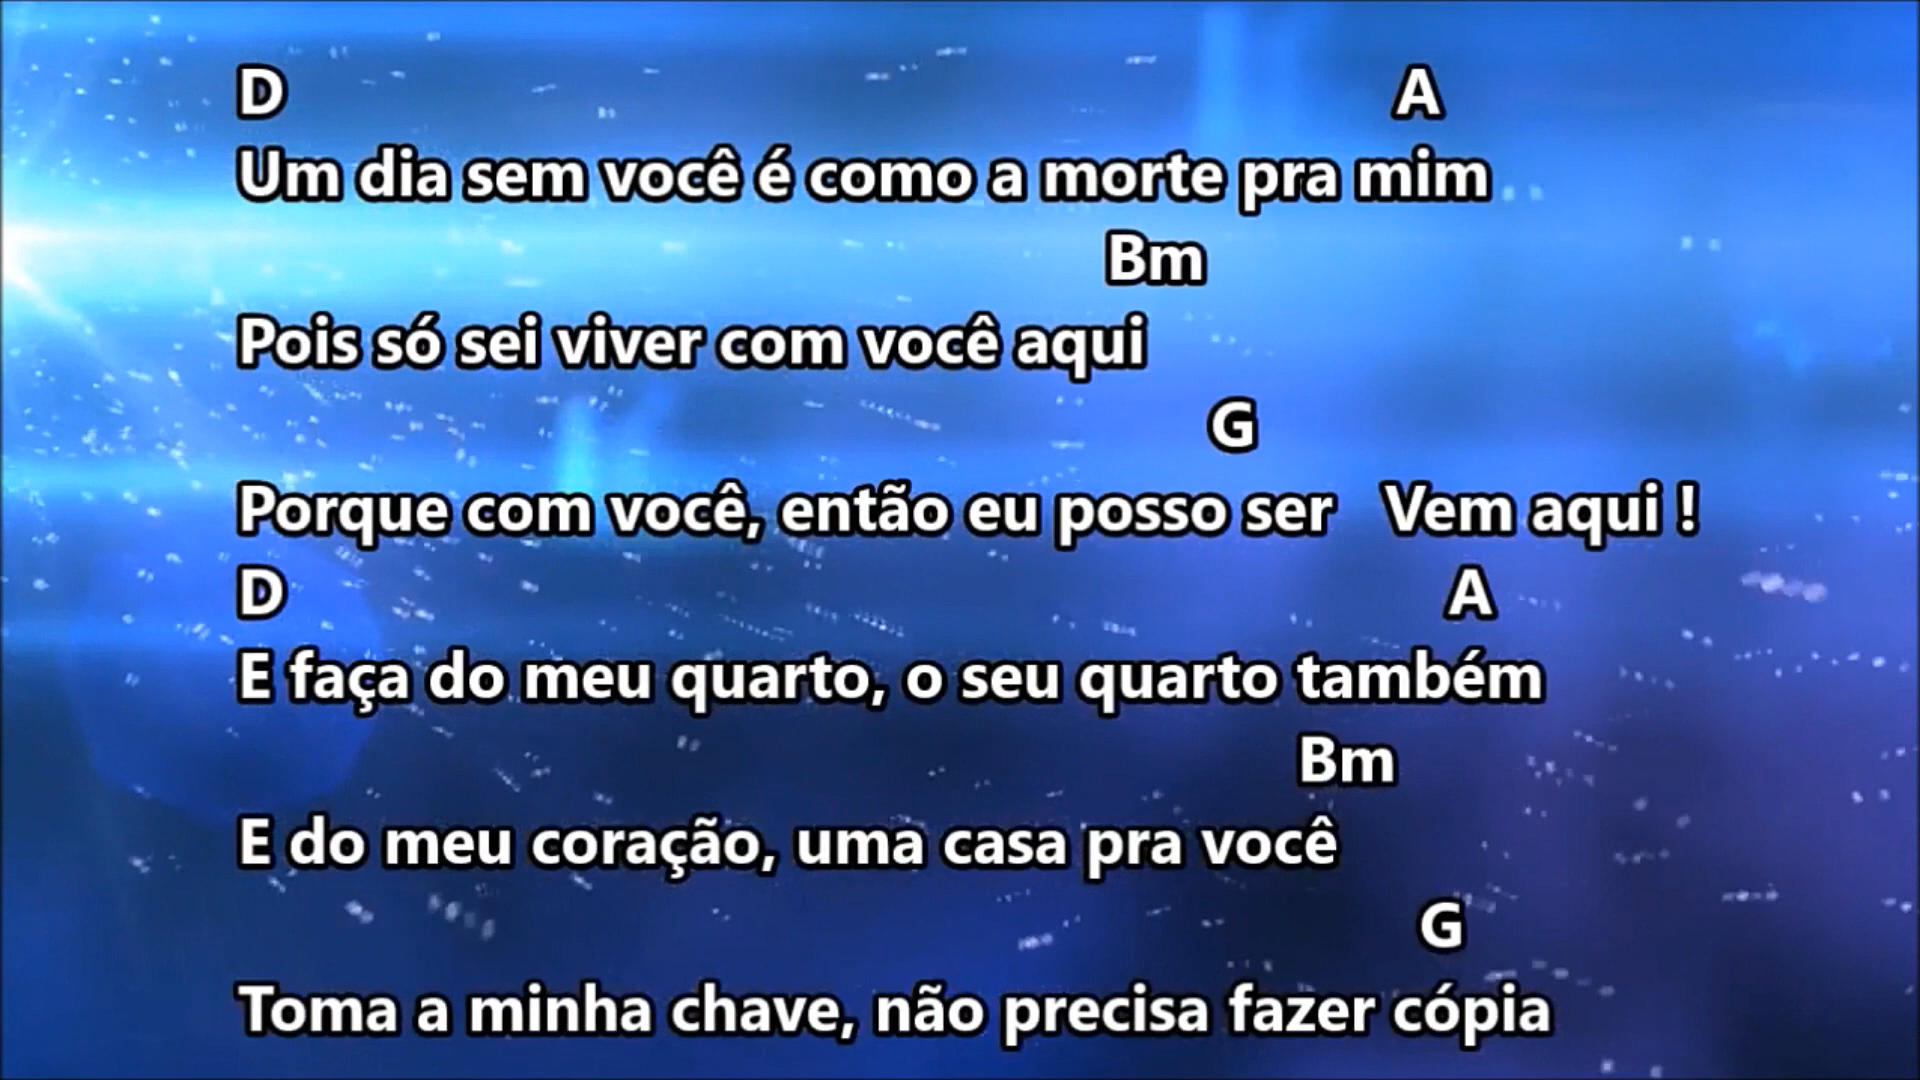 D A
Um dia sem você é como a morte pra mim
Bm
Pois só sei viver com você aqui
G
Porque com você, então eu posso ser Vem aqui !
D A
E faça do meu quarto, o seu quarto também
Bm
E do meu coração, uma casa pra você
G
Toma a minha chave, não precisa fazer cópia